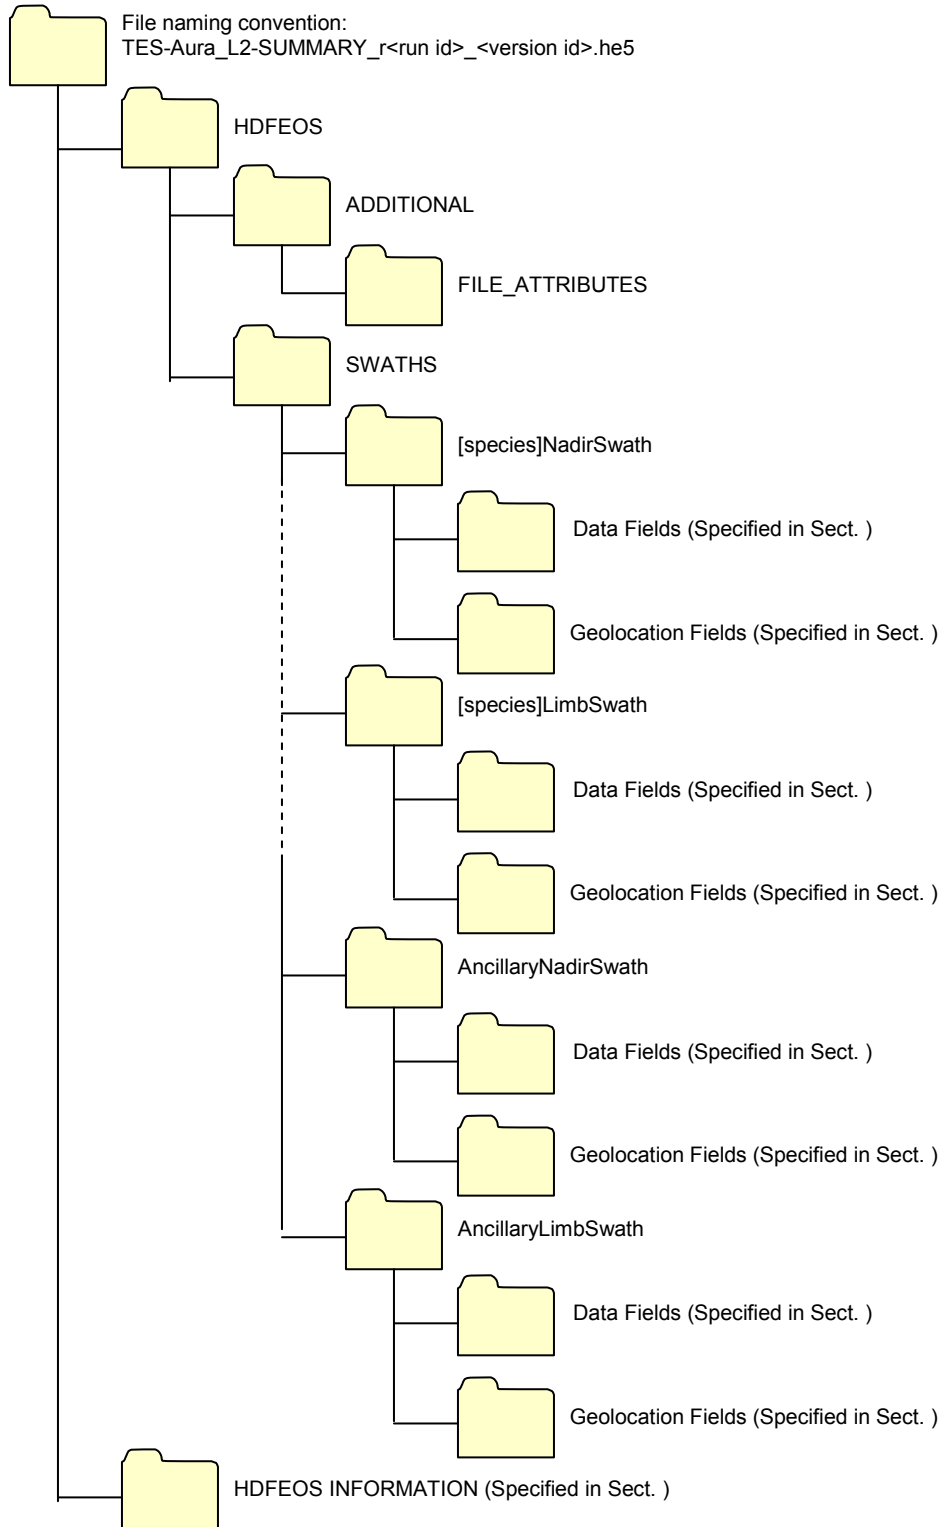 File naming convention:
TES-Aura_L2-SUMMARY_r<run id>_<version id>.he5
HDFEOS
ADDITIONAL
FILE_ATTRIBUTES
SWATHS
[species]NadirSwath
Data Fields (Specified in Sect. )
Geolocation Fields (Specified in Sect. )
[species]LimbSwath
Data Fields (Specified in Sect. )
Geolocation Fields (Specified in Sect. )
AncillaryNadirSwath
Data Fields (Specified in Sect. )
Geolocation Fields (Specified in Sect. )
AncillaryLimbSwath
Data Fields (Specified in Sect. )
Geolocation Fields (Specified in Sect. )
HDFEOS INFORMATION (Specified in Sect. )